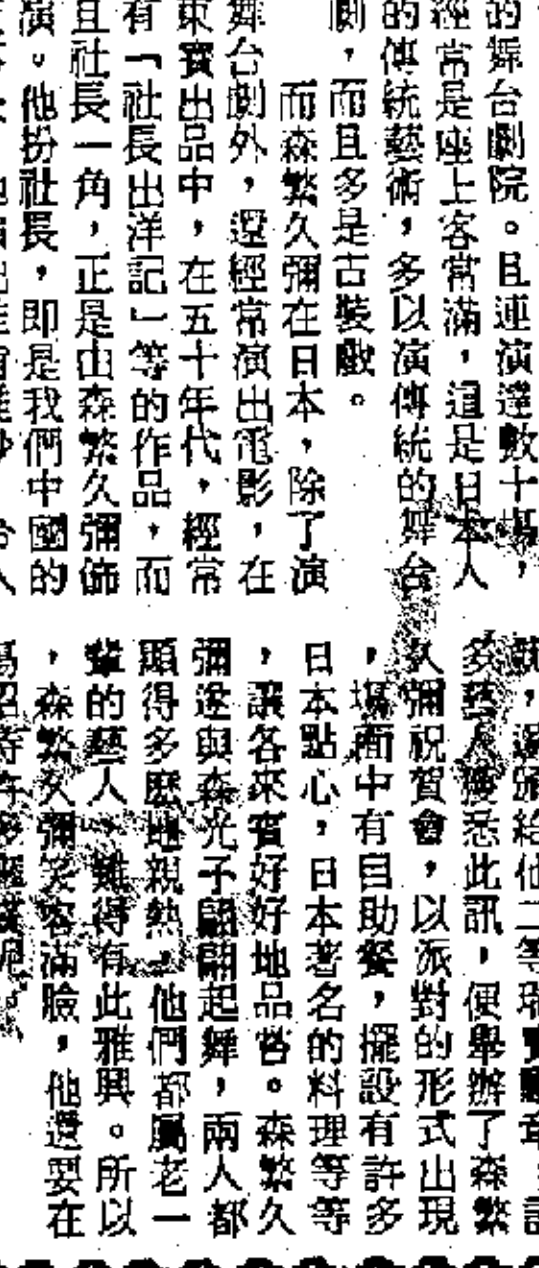 的舞台劇院。且連演達數十場，
經常是座上客常滿，這是日本人
的傳統藝術，多以演傳統的舞台
劇，而且多是古裝戲。
而森繁久彌在日本，除了演
舞台劇外，還經常演出電影，在
東寶出品中，在五十年代，經常
有「社長出洋記」等的作品，而
且社長一角，正是由森繁久彌飾
演。他扮社長，即是我們中國的
，還頒給他二等瑞寶
多藝人獲悉此訊，便舉辦了森繁
久彌祝賀會，以派對的形式出現
，場面中有自助餐，擺設有許多
日本點心，日本著名的料理等等
，讓各來賓好好地品嘗。森繁久
彌遂與森光子翩翩起舞，兩人都
顯得多麼地親熱，他們都屬老一
輩的藝人，難得有此雅興。所以
，森繁久彌笑容滿臉，他還要在